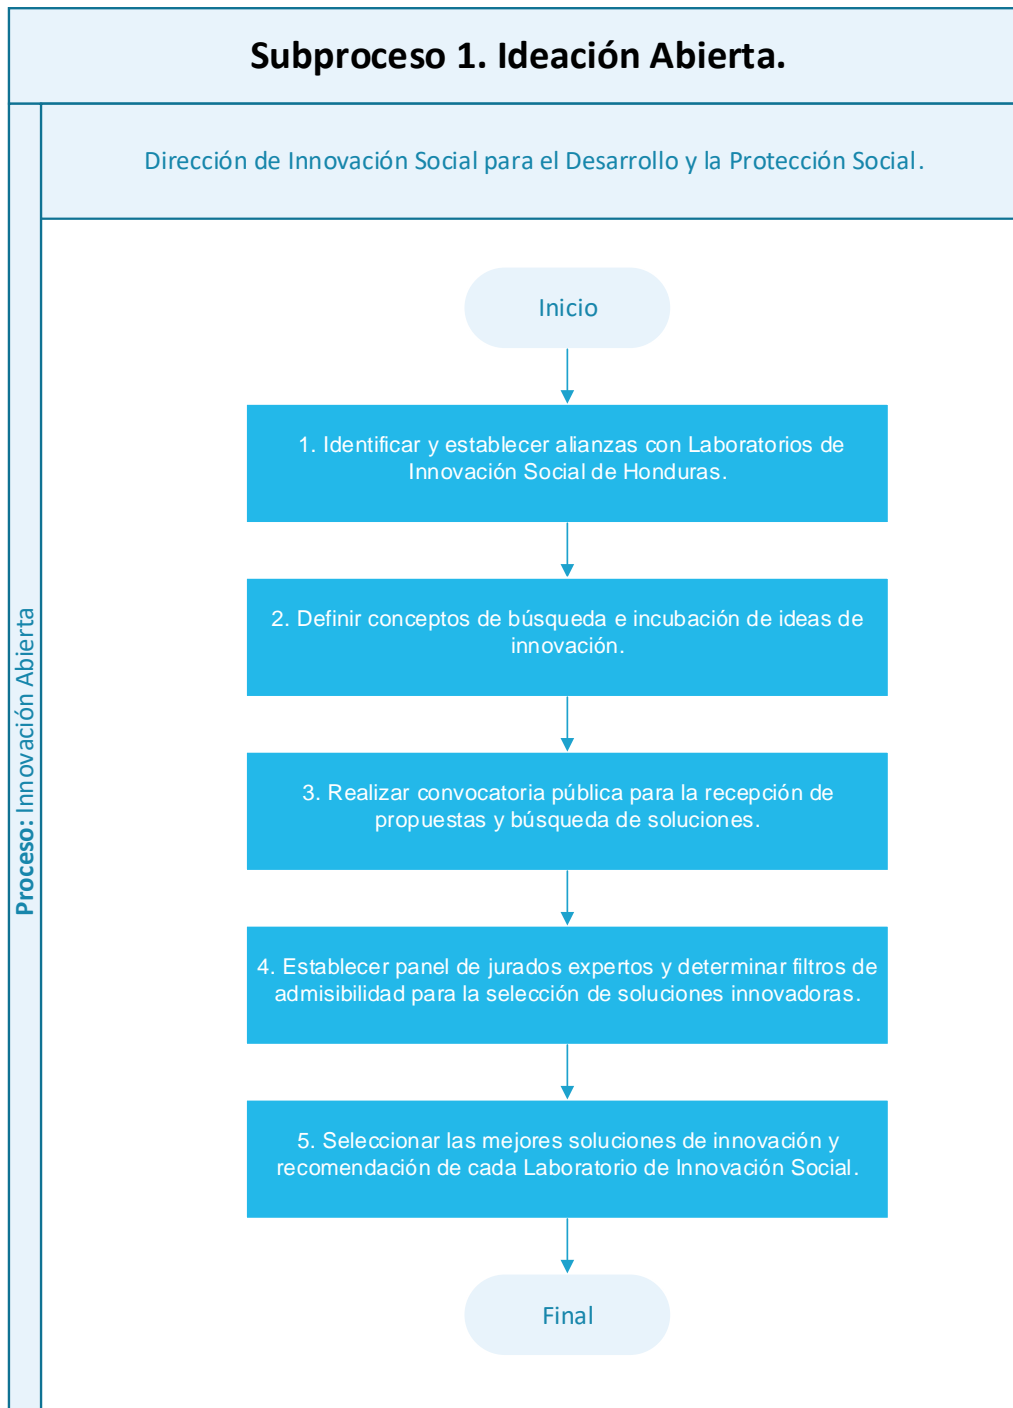 Subproceso 1. Ideación Abierta.
Dirección de Innovación Social para el Desarrollo y la Protección Social.
Proceso: Innovación Abierta
Inicio
1. Identificar y establecer alianzas con Laboratorios de
Innovación Social de Honduras.
2. Definir conceptos de búsqueda e incubación de ideas de
innovación.
3. Realizar convocatoria pública para la recepción de
propuestas y búsqueda de soluciones.
4. Establecer panel de jurados expertos y determinar filtros de
admisibilidad para la selección de soluciones innovadoras.
5. Seleccionar las mejores soluciones de innovación y
recomendación de cada Laboratorio de Innovación Social.
Final